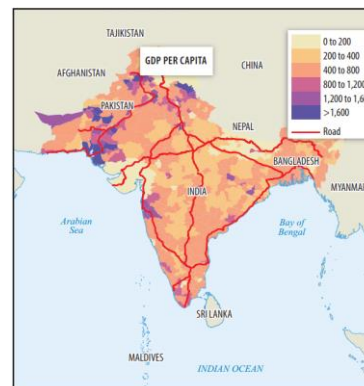 TAJIKISTAN
GDP PER CAPITA
AFGHANISTAN
CHINA
PAKISTAN
NEPAL
BANGLADESH
INDIA
MYANMAR
Arabian
Sea
Bay of
Bengal
SRI LANKA
MALDIVES
INDIAN OCEAN
0 to 200
200 to 400
400 to 800
800 to 1,200
1,200 to 1,6
>1,600
Road